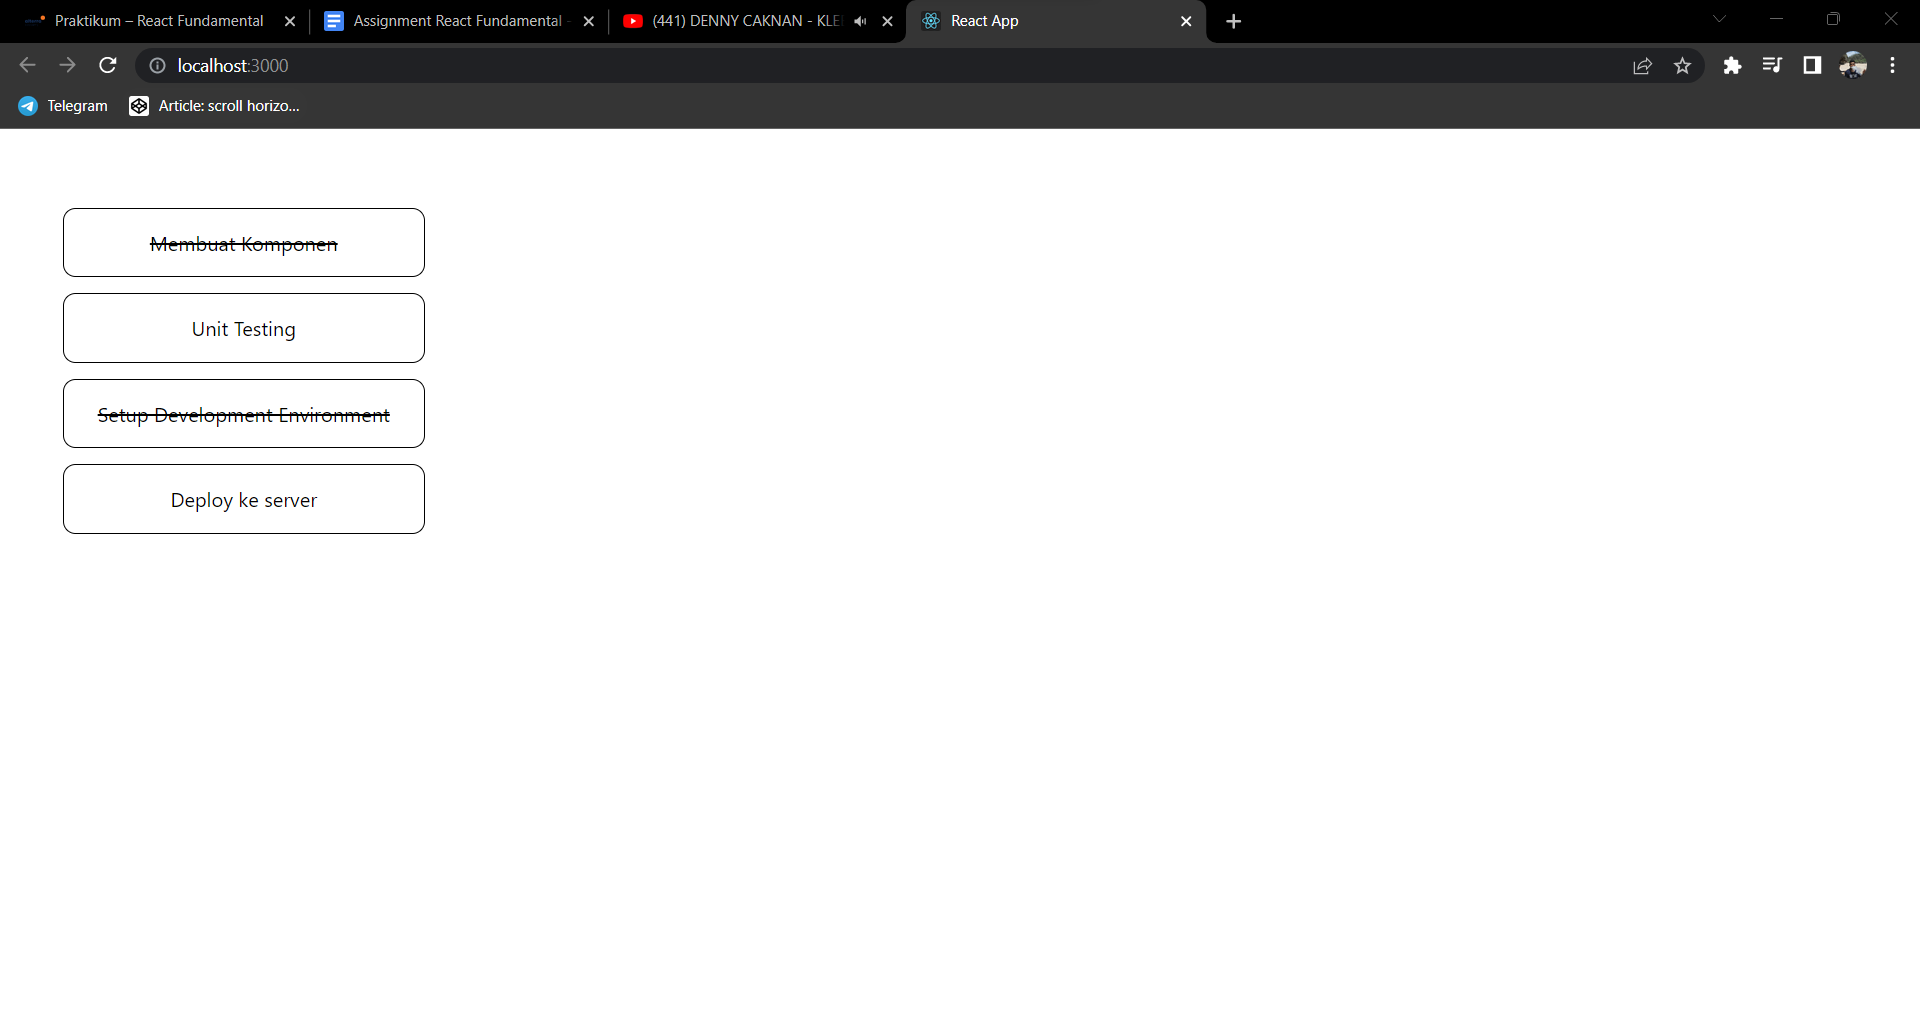 Praktikum – React Fundamental
Assignment React Fundamental -
(441) DENNY CAKNAN - KLE
React App
localhost:3000
Telegram
Article: scroll horizo...
Membuat Komponen
Unit Testing
Setup Development Environment
Deploy ke server